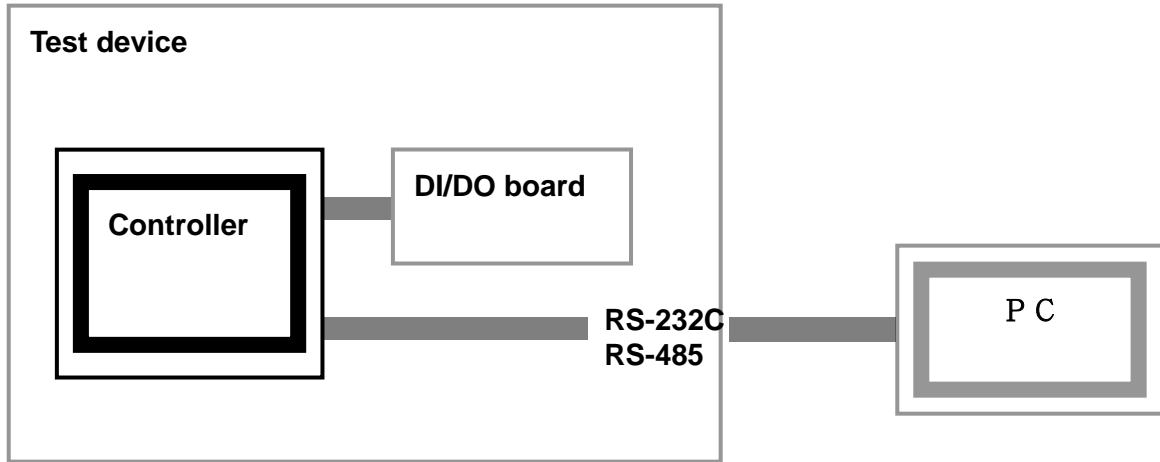 Test device
DI/DO board
Controller
RS-232C
RS-485
P C